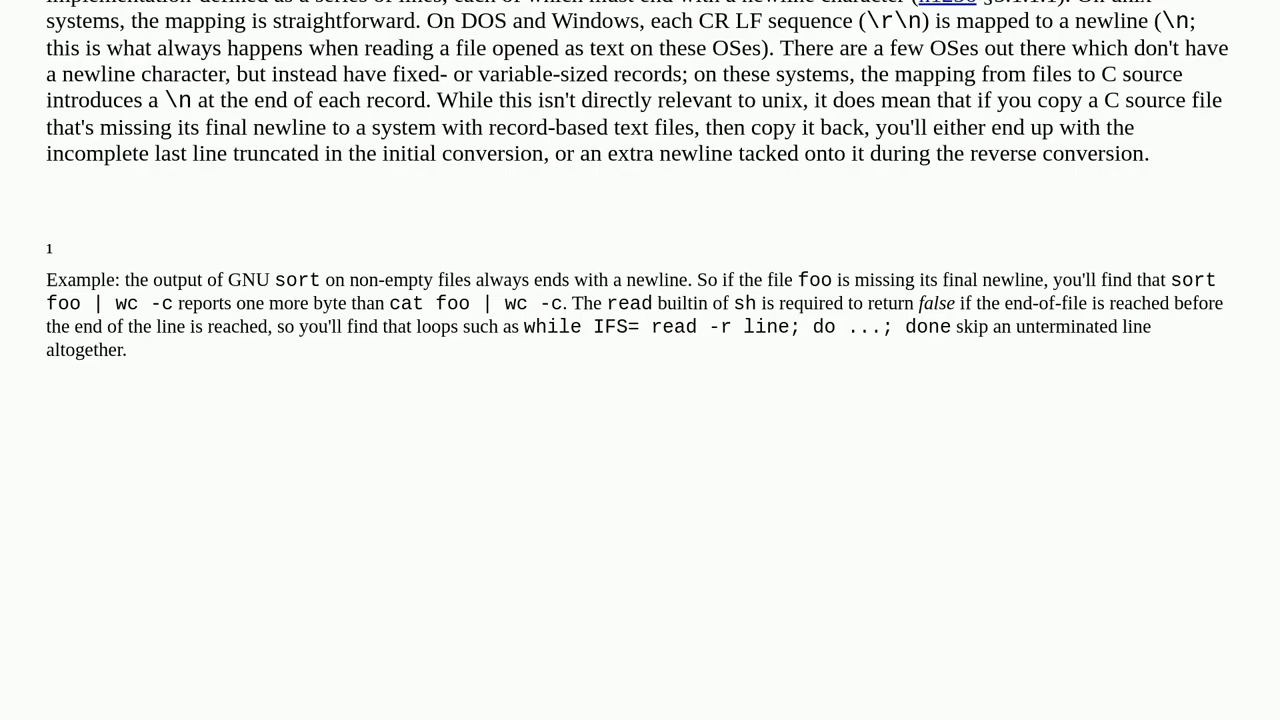 systems, the mapping is straightforward. On DOS and Windows, each CR LF sequence (\r\n) is mapped to a newline (\n;
this is what always happens when reading a file opened as text on these OSes). There are a few OSes out there which don't have
a newline character, but instead have fixed- or variable-sized records; on these systems, the mapping from files to C source
introduces a \n at the end of each record. While this isn't directly relevant to unix, it does mean that if you copy a C source file
that's missing its final newline to a system with record-based text files, then copy it back, you'll either end up with the
incomplete last line truncated in the initial conversion, or an extra newline tacked onto it during the reverse conversion.
1
Example: the output of GNU sort on non-empty files always ends with a newline. So if the file foo is missing its final newline, you'll find that sort
foo | wc -c reports one more byte than cat foo | wc -c. The read builtin of sh is required to return false if the end-of-file is reached before
the end of the line is reached, so you'll find that loops such as while IFS= read -r line; do ...; done skip an unterminated line
altogether.